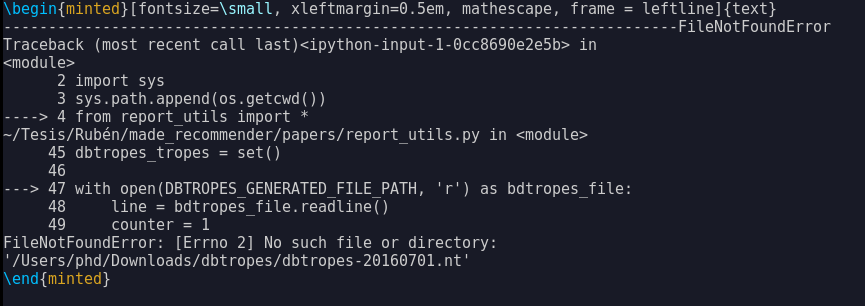 \begin{minted}[fontsize=\small, xleftmargin=0.5em, mathescape, frame = leftline]{text}
---------------------------------------------------------------------------FileNotFoundError
Traceback (most recent call last)<ipython-input-1-0cc8690e2e5b> in
<module>
      2 import sys
      3 sys.path.append(os.getcwd())
----> 4 from report_utils import *
~/Tesis/Rubén/made_recommender/papers/report_utils.py in <module>
     45 dbtropes_tropes = set()
     46
---> 47 with open(DBTROPES_GENERATED_FILE_PATH, 'r') as bdtropes_file:
     48     line = bdtropes_file.readline()
     49     counter = 1
FileNotFoundError: [Errno 2] No such file or directory:
'/Users/phd/Downloads/dbtropes/dbtropes-20160701.nt'
\end{minted}